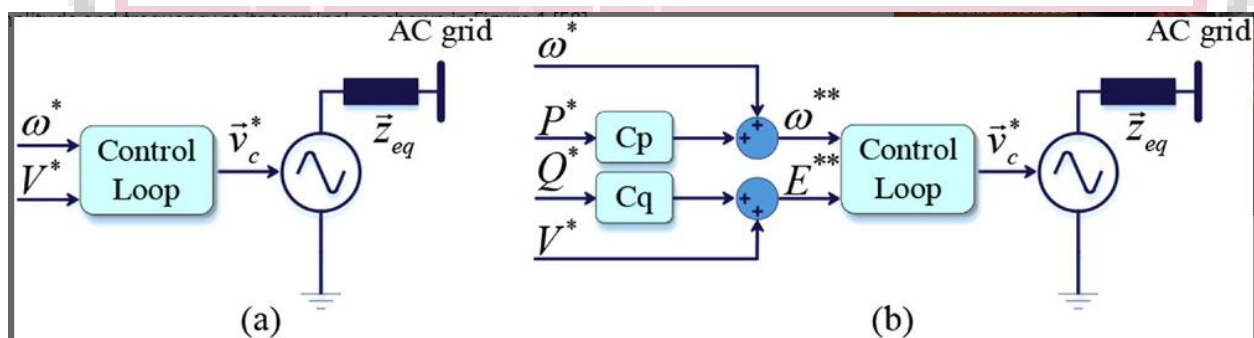 AC grid
ω*
V*
Control
Loop
v⃗c*
z⃗eq
(a)
ω*
P*
Q*
V*
Cp
Cq
+
+
+
+
ω**
E**
Control
Loop
v⃗c*
z⃗eq
AC grid
(b)